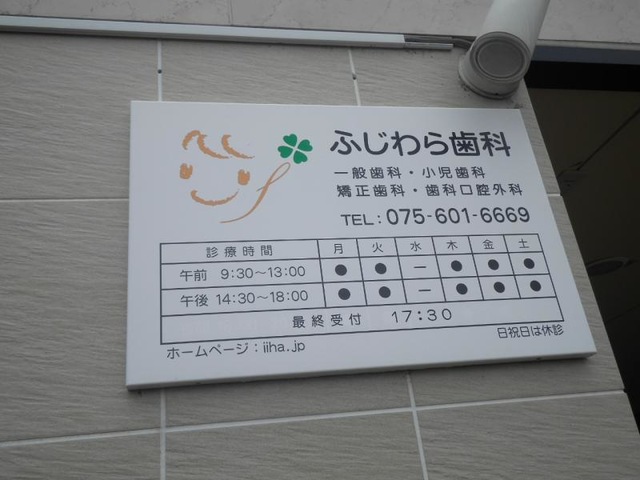 ふじわら歯科
一般歯科・小児歯科
矯正歯科・歯科口腔外科
TEL:075-601-6669
診療時間 月 火 水 木 金 土
午前 9:30～13:00 ● ● － ● ● ●
午後 14:30～18:00 ● ● － ● ● ●
最終受付 17:30
ホームページ:iiha.jp 日祝日は休診